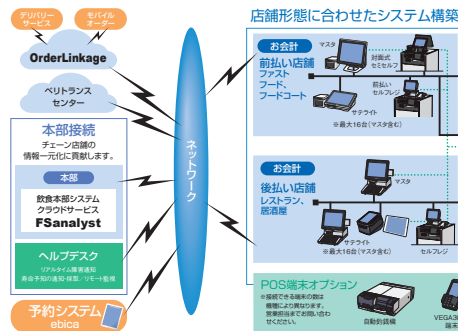 デリバリー
サービス
モバイル
オーダー
OrderLinkage
ベリトランス
センター
本部接続
チェーン店舗の
情報一元化に貢献します。
本部
飲食本部システム
クラウドサービス
FSanalyst
ヘルプデスク
リアルタイム障害通知
寿命予知の通知・採取/リモート監視
予約システム
ebica
ネットワーク
店舗形態に合わせたシステム構築
お会計
前払い店舗
ファスト
フード、
フードコート
マスタ
対面式
セミセルフ
前払い
セルフレジ
サテライト
※最大16台(マスタ含む)
お会計
後払い店舗
レストラン、
居酒屋
マスタ
サテライト
※最大16台(マスタ含む)
セルフレジ
POS端末オプション
※接続できる端末の数は
機種により異なります。
営業担当までお問い合わ
せください。
自動釣銭機
VEGA30
端末